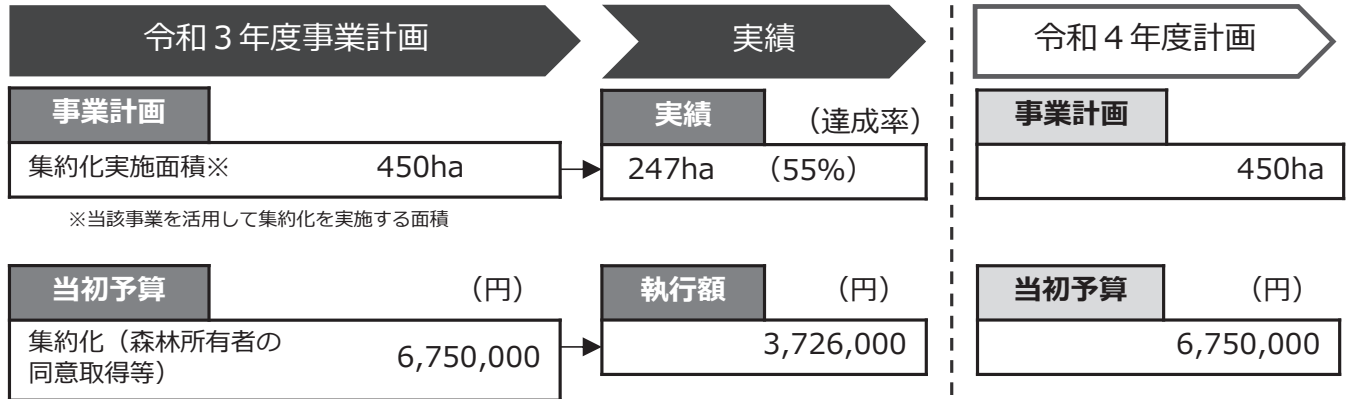 令和３年度事業計画
実績
令和４年度計画
事業計画
実績
（達成率）
事業計画
集約化実施面積※
450ha
247ha
（55%）
450ha
※当該事業を活用して集約化を実施する面積
当初予算
（円）
執行額
（円）
当初予算
（円）
集約化（森林所有者の
同意取得等）
6,750,000
3,726,000
6,750,000